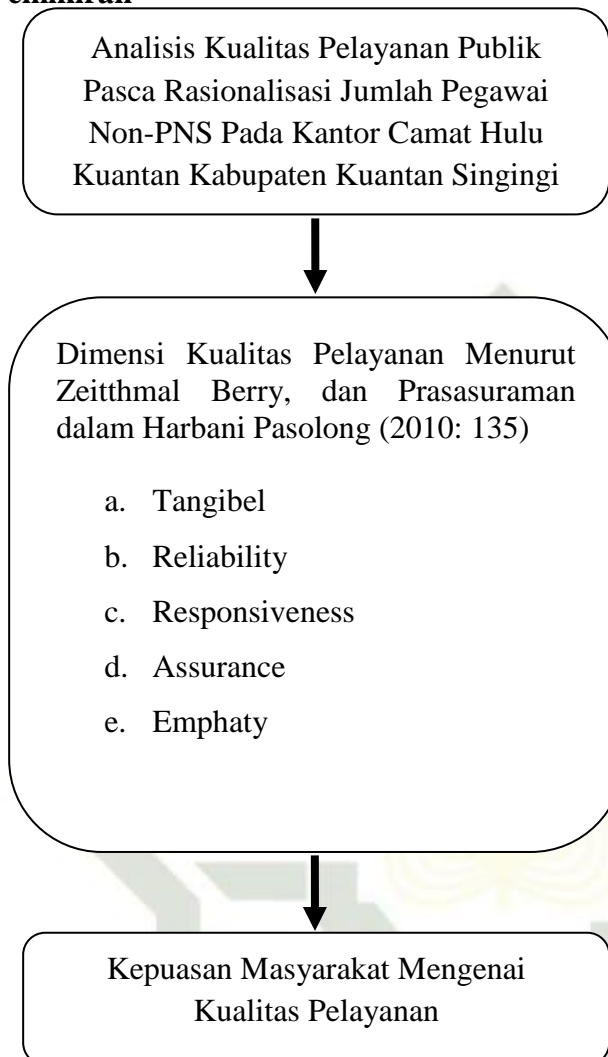 emikiran
Analisis Kualitas Pelayanan Publik
Pasca Rasionalisasi Jumlah Pegawai
Non-PNS Pada Kantor Camat Hulu
Kuantan Kabupaten Kuantan Singingi
Dimensi Kualitas Pelayanan Menurut
Zeitthmal Berry, dan Prasasuraman
dalam Harbani Pasolong (2010: 135)
a. Tangibel
b. Reliability
c. Responsiveness
d. Assurance
e. Emphaty
Kepuasan Masyarakat Mengenai
Kualitas Pelayanan